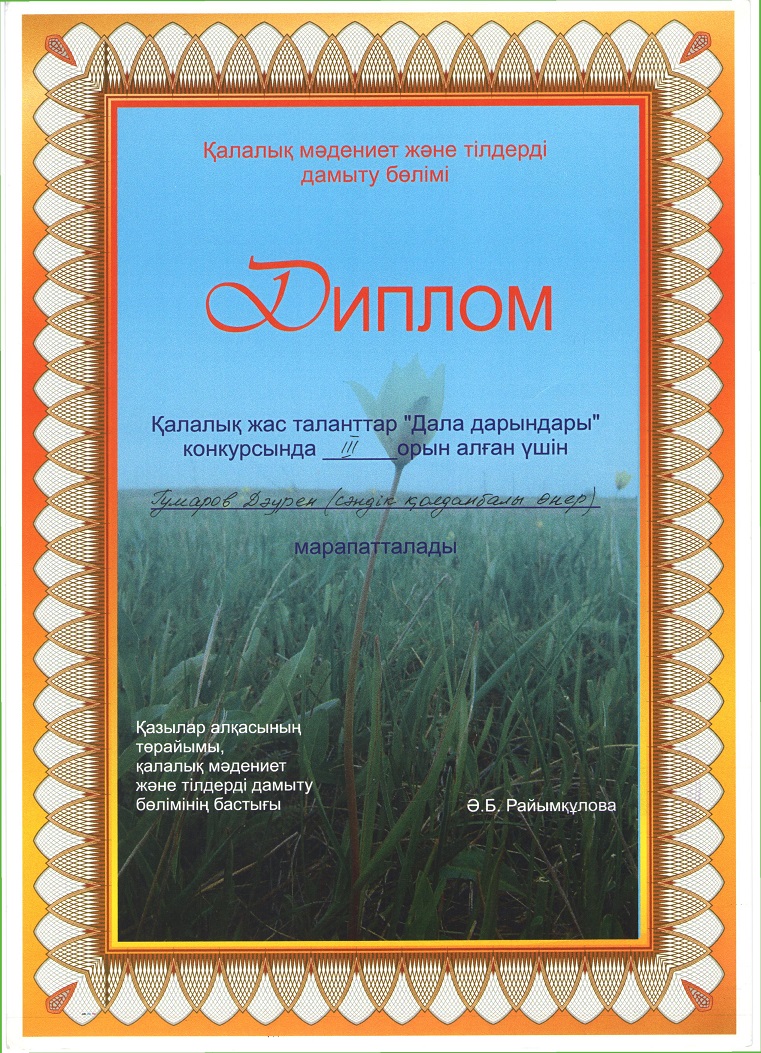 Қалалық мәдениет және тілдерді
дамыту бөлімі
Диплом
Қалалық жас таланттар "Дала дарындары"
конкурсында III орын алған үшін
Гумаров Дәурен (сәндік қолданбалы өнер)
марапатталады
Қазылар алқасының
төрайымы,
қалалық мәдениет
және тілдерді дамыту
бөлімінің бастығы
Ә.Б. Райымқұлова